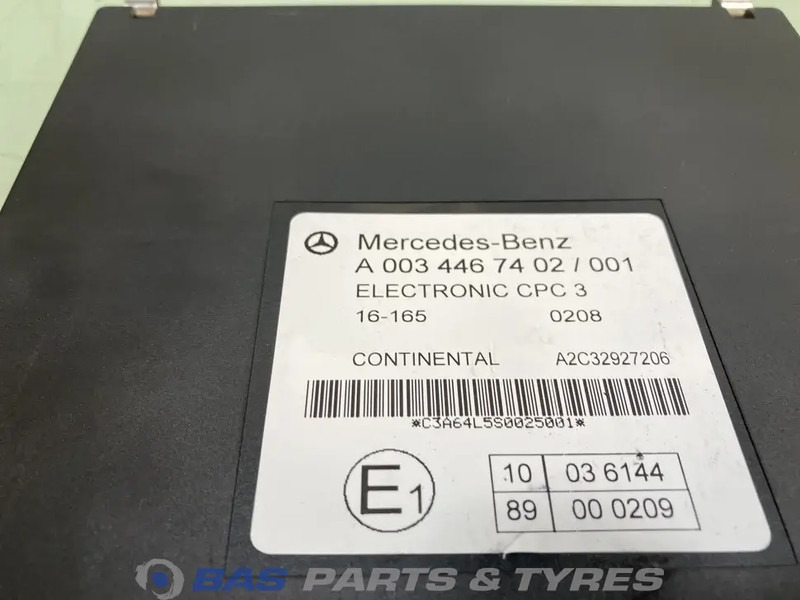 Mercedes-Benz
A 003 446 74 02 / 001
ELECTRONIC CPC 3
16-165 0208
CONTINENTAL A2C32927206
*C3A64L5S0025001*
E1
10 03 6144
89 00 0209
BAS PARTS & TYRES